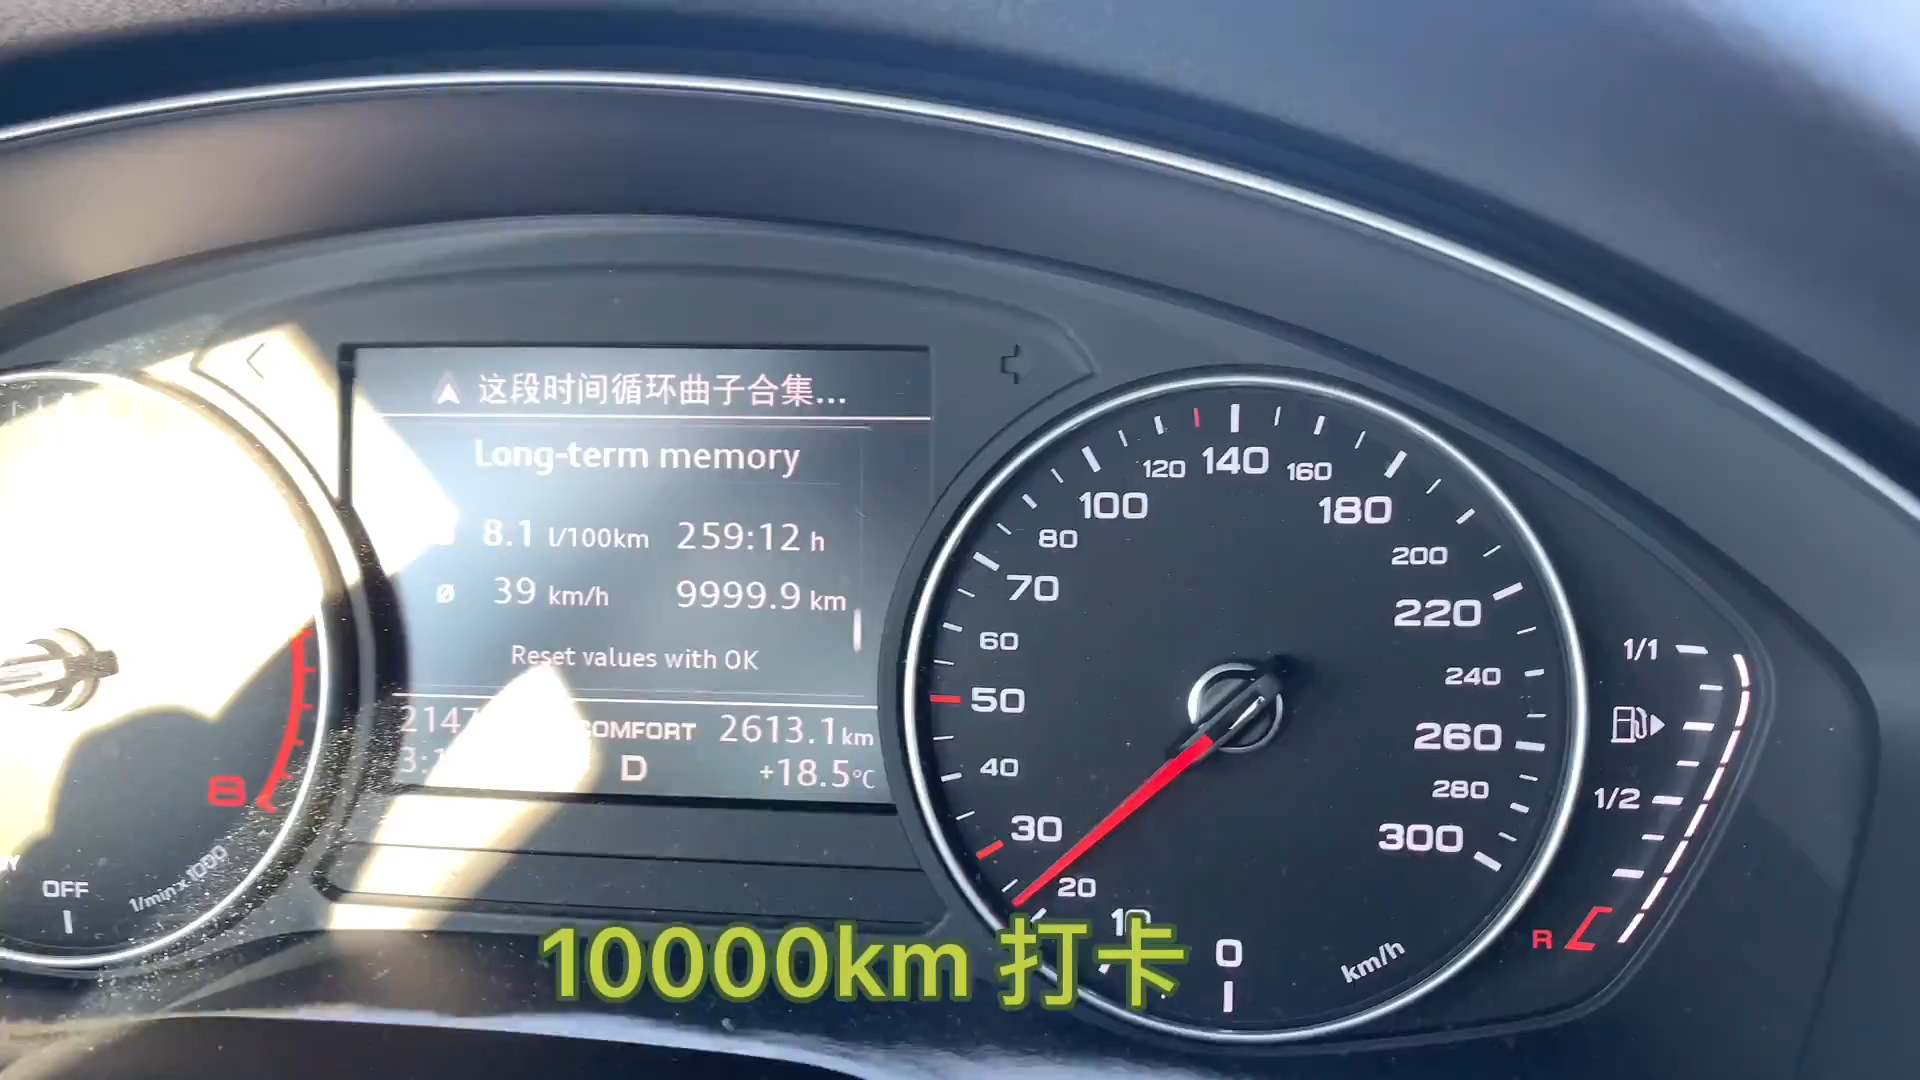 这段时间循环曲子合集...
Long-term memory
8.1 l/100km 259:12 h
ø 39 km/h 9999.9 km
Reset values with OK
COMFORT 2613.1 km
D +18.5°C
8
1/min x 1000
OFF
0
10
20
30
40
50
60
70
80
100
120
140
160
180
200
220
240
260
280
300
km/h
1/1
1/2
R
10000km 打卡